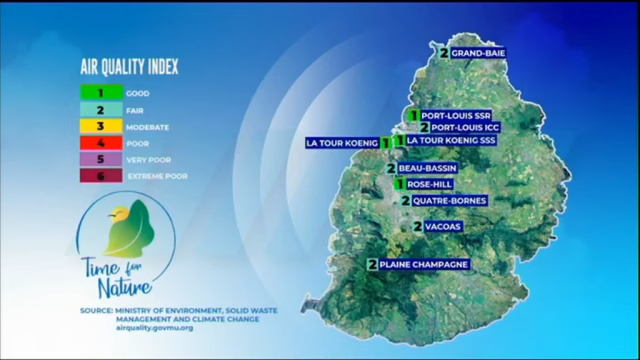 AIR QUALITY INDEX
1 GOOD
2 FAIR
3 MODERATE
4 POOR
5 VERY POOR
6 EXTREME POOR
Time for
Nature
SOURCE: MINISTRY OF ENVIRONMENT, SOLID WASTE
MANAGEMENT AND CLIMATE CHANGE
airquality.govmu.org
2 GRAND-BAIE
1 PORT-LOUIS SSR
2 PORT-LOUIS ICC
LA TOUR KOENIG 1
1 LA TOUR KOENIG SSS
2 BEAU-BASSIN
1 ROSE-HILL
2 QUATRE-BORNES
2 VACOAS
2 PLAINE CHAMPAGNE